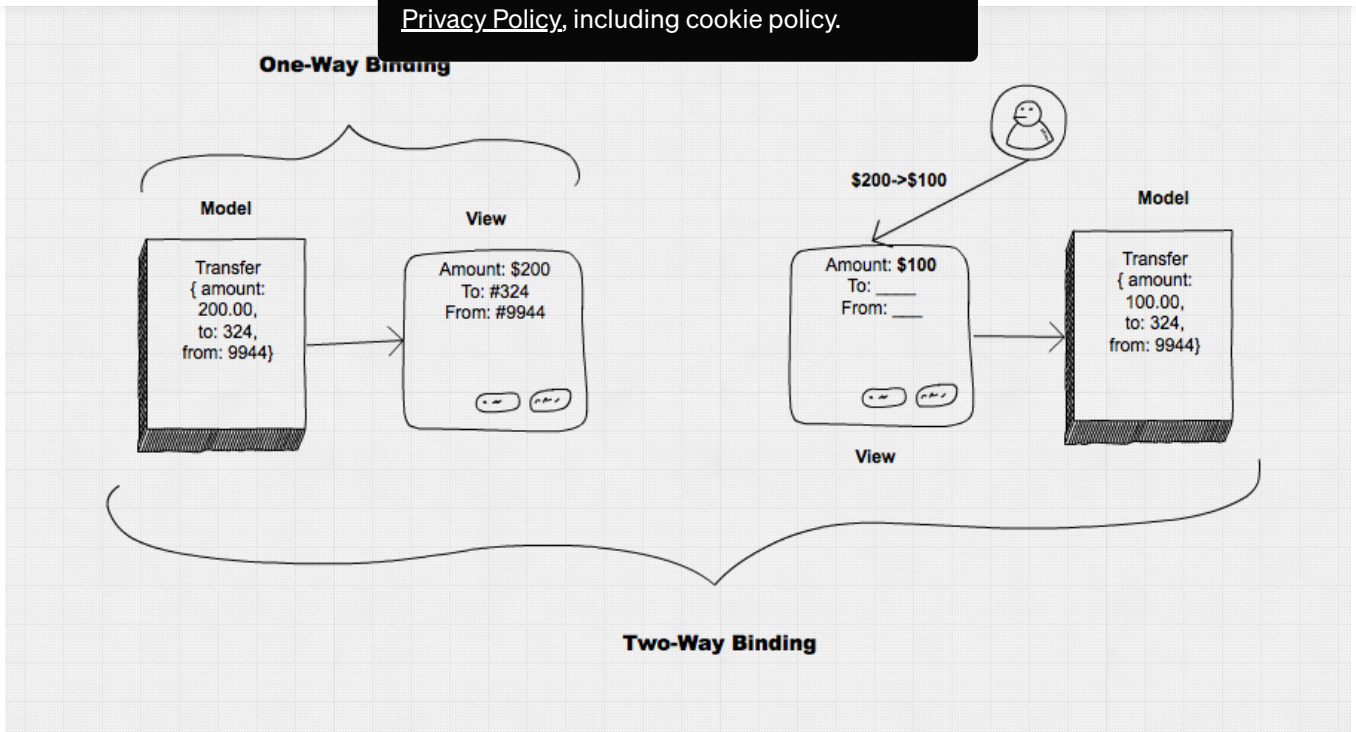 Privacy Policy, including cookie policy.
One-Way Binding
Model
Transfer
{ amount:
200.00,
to: 324,
from: 9944}
View
Amount: $200
To: #324
From: #9944
$200->$100
Amount: $100
To: ____
From: ___
View
Model
Transfer
{ amount:
100.00,
to: 324,
from: 9944}
Two-Way Binding